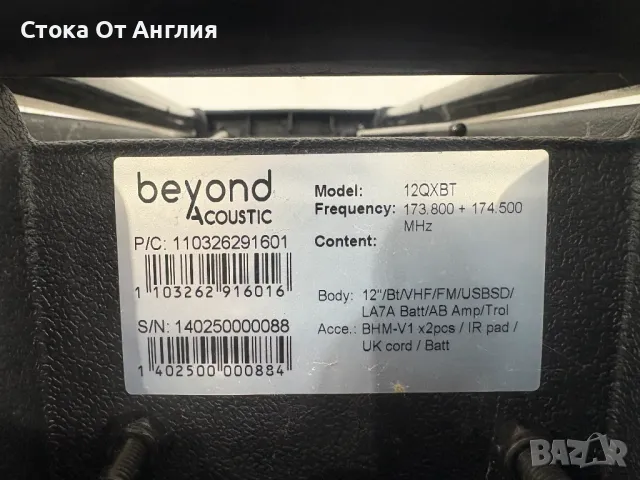 Стока От Англия
beyond
ACOUSTIC
P/C: 110326291601
1 103262 916016
S/N: 140250000088
1 402500 000884
Model: 12QXBT
Frequency: 173.800 + 174.500
MHz
Content:
Body: 12"/Bt/VHF/FM/USBSD/
LA7A Batt/AB Amp/Trol
Acce.: BHM-V1 x2pcs / IR pad /
UK cord / Batt
BAZAR